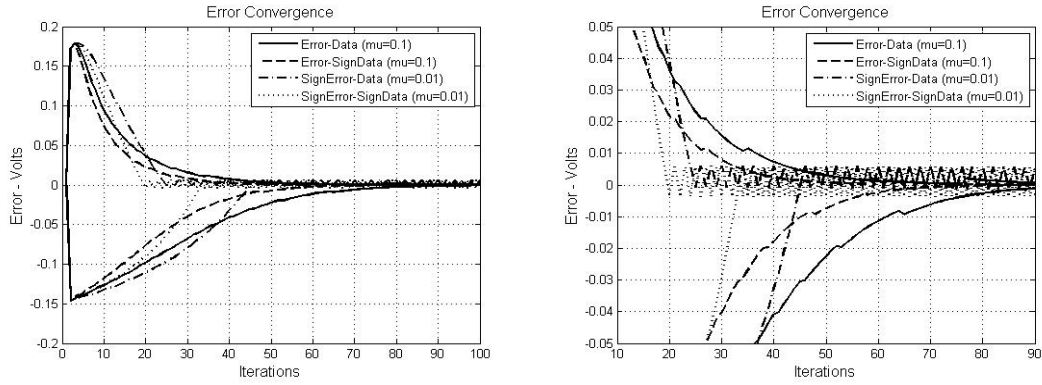 Error Convergence
0.2
0.15
0.1
0.05
0
-0.05
-0.1
-0.15
-0.2
Error - Volts
Error-Data (mu=0.1)
Error-SignData (mu=0.1)
SignError-Data (mu=0.01)
SignError-SignData (mu=0.01)
0 10 20 30 40 50 60 70 80 90 100
Iterations
Error Convergence
0.05
0.04
0.03
0.02
0.01
0
-0.01
-0.02
-0.03
-0.04
-0.05
Error - Volts
Error-Data (mu=0.1)
Error-SignData (mu=0.1)
SignError-Data (mu=0.01)
SignError-SignData (mu=0.01)
10 20 30 40 50 60 70 80 90
Iterations